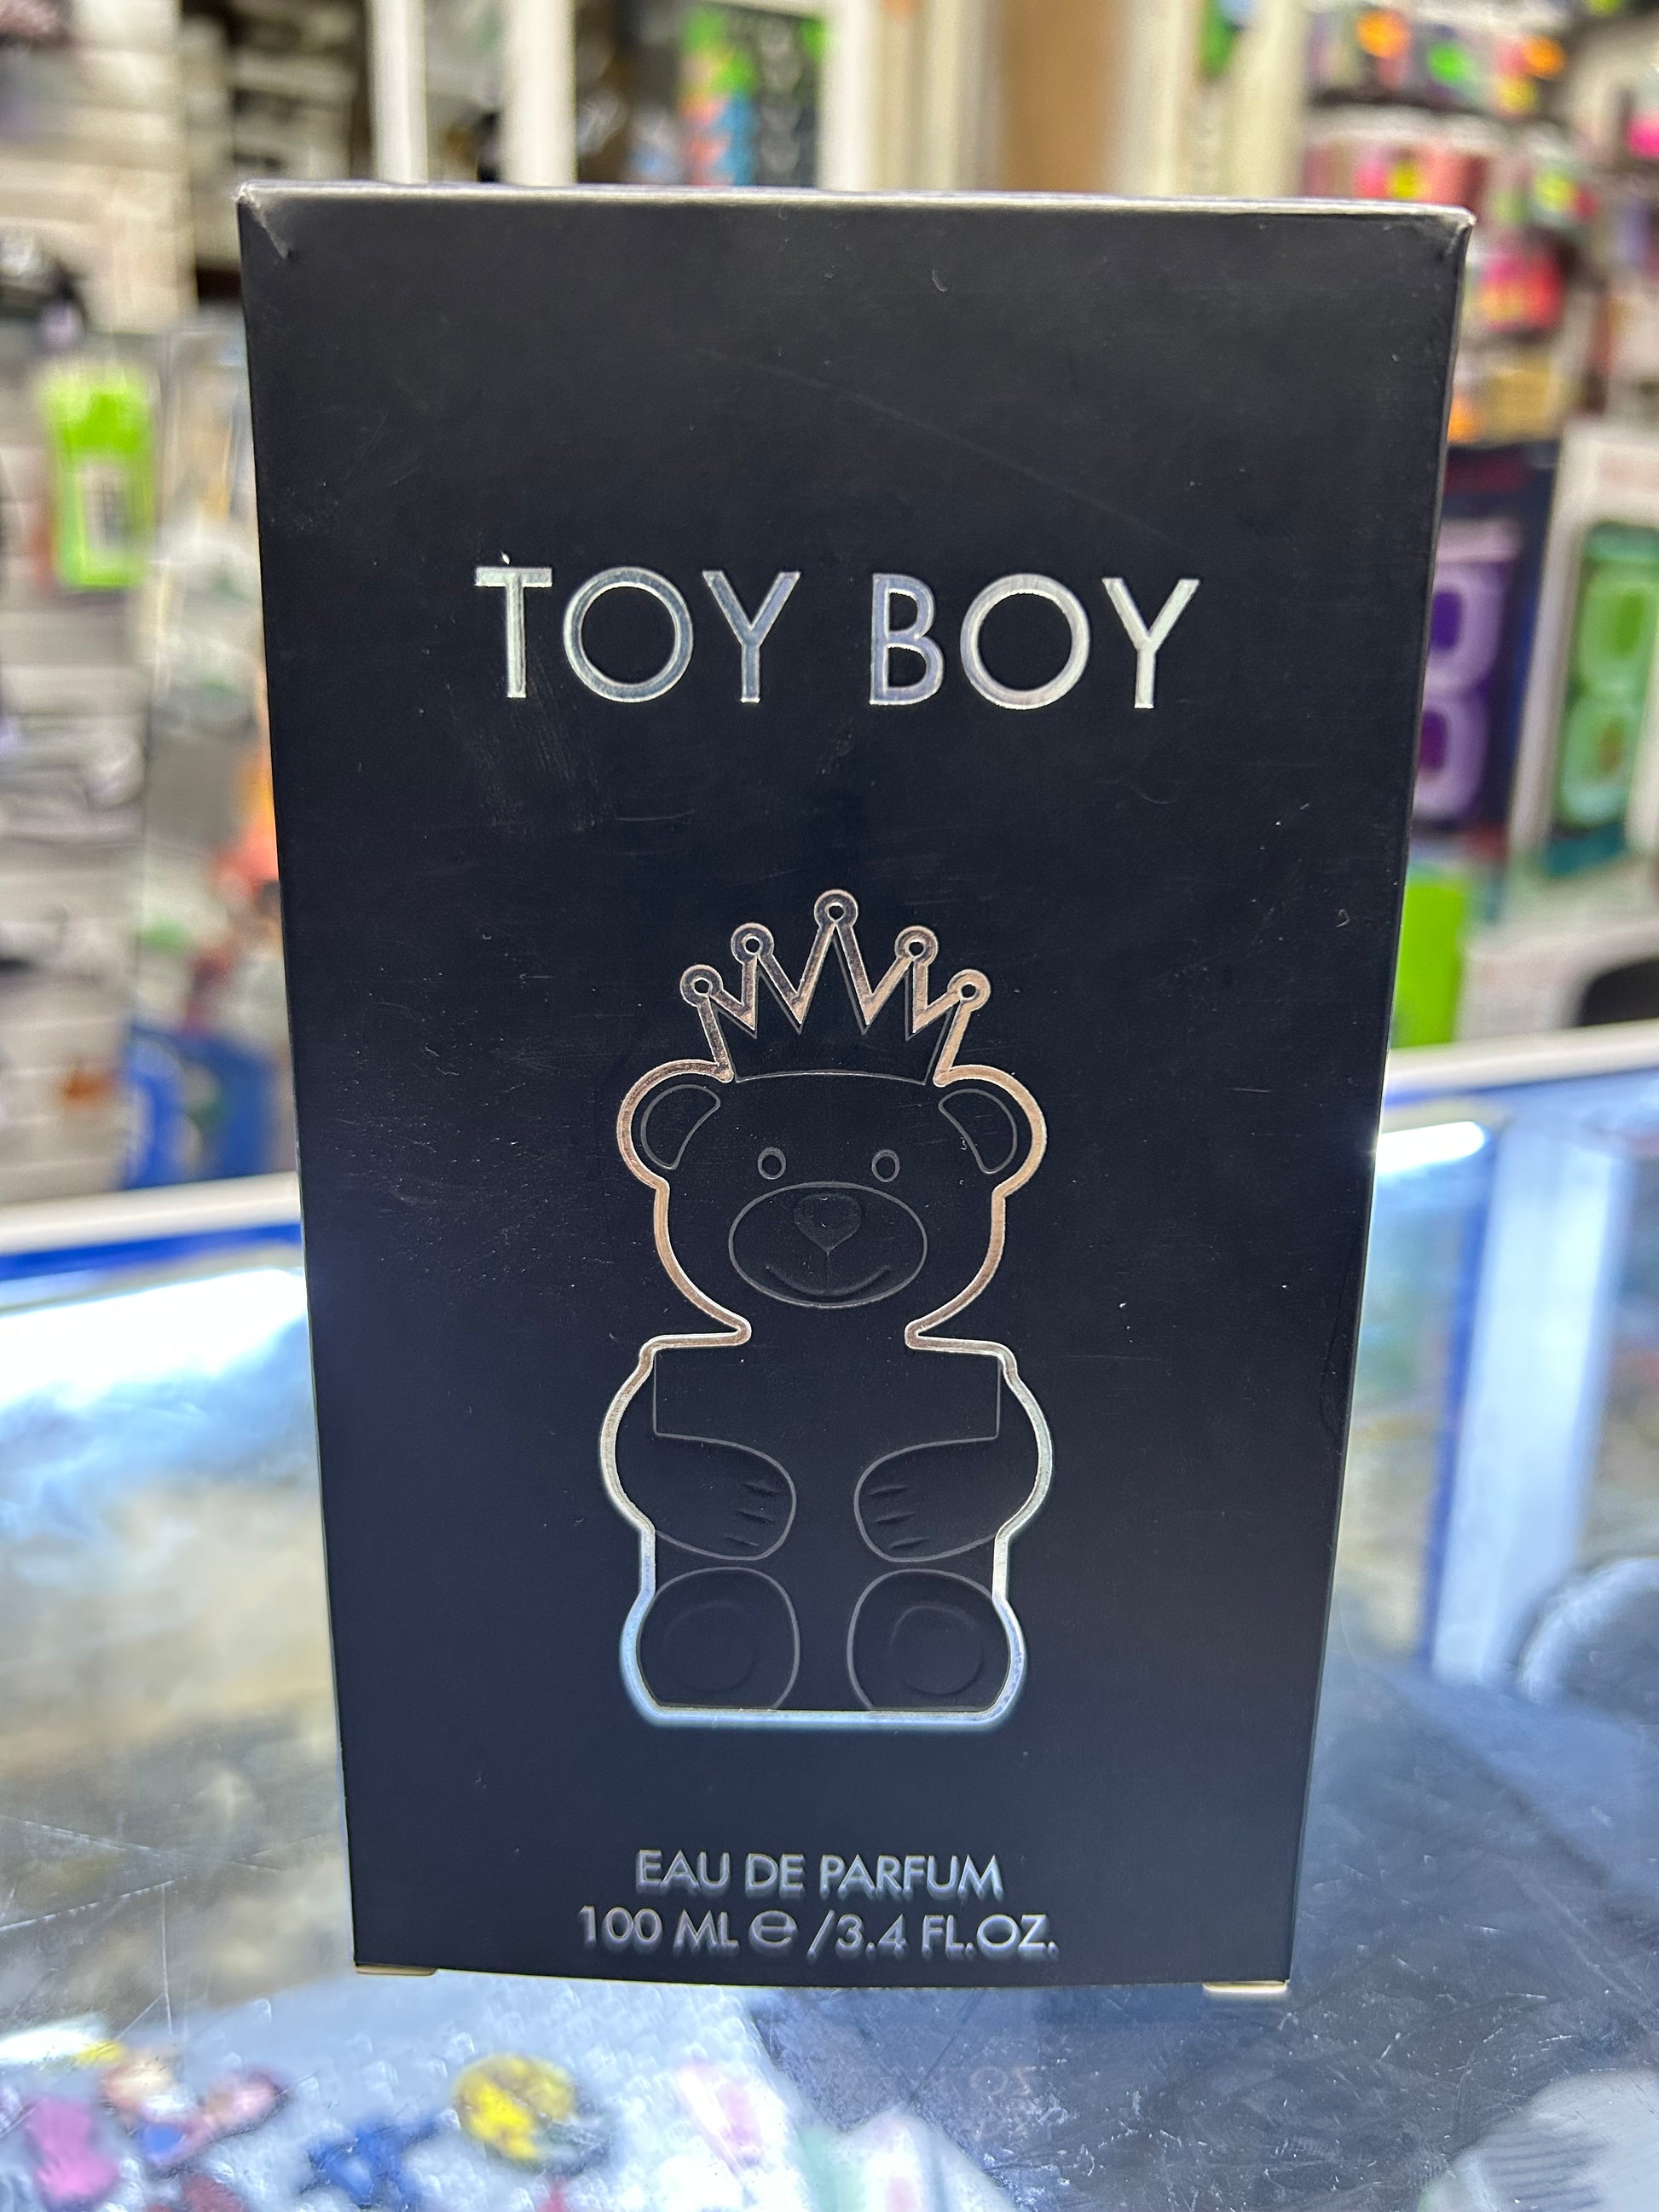 TOY BOY
EAU DE PARFUM
100 ML ℮ /3.4 FL.OZ.